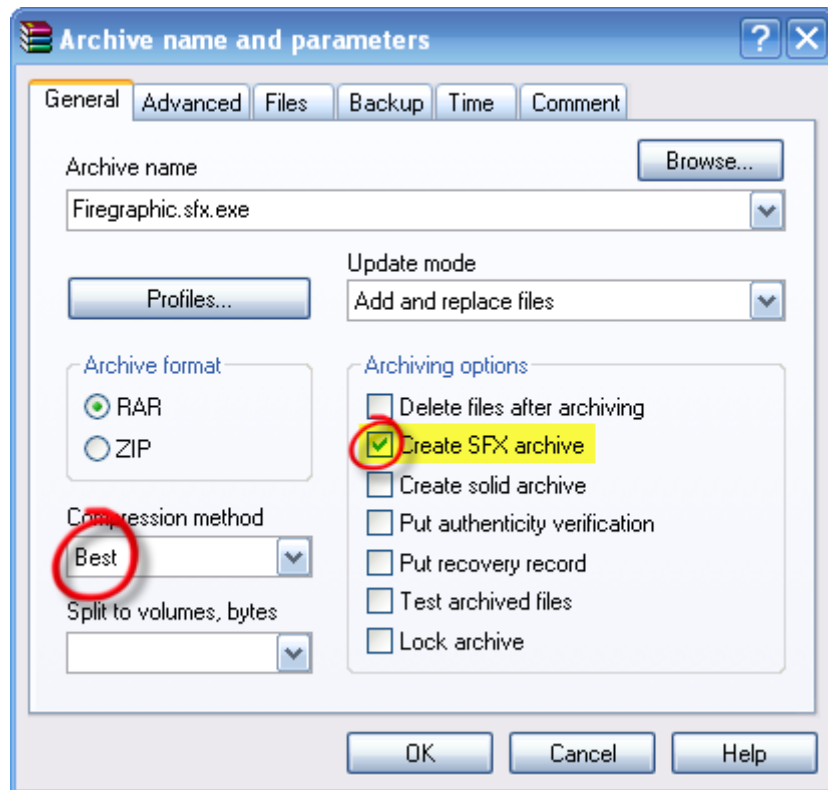 Archive name and parameters
General Advanced Files Backup Time Comment
Archive name
Browse...
Firegraphic.sfx.exe
Update mode
Profiles...
Add and replace files
Archive format
RAR
ZIP
Compression method
Best
Split to volumes, bytes
Archiving options
Delete files after archiving
Create SFX archive
Create solid archive
Put authenticity verification
Put recovery record
Test archived files
Lock archive
OK Cancel Help